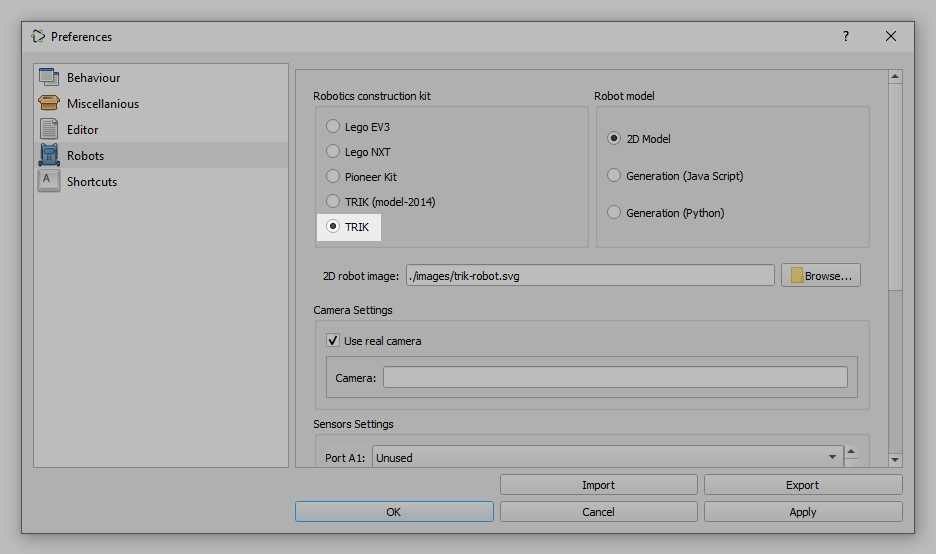 Preferences
?
Behaviour
Miscellanious
Editor
Robots
A
Shortcuts
Robotics construction kit
Lego EV3
Lego NXT
Pioneer Kit
TRIK (model-2014)
TRIK
Robot model
2D Model
Generation (Java Script)
Generation (Python)
2D robot image: ./images/trik-robot.svg Browse...
Camera Settings
Use real camera
Camera:
Sensors Settings
Port A1: Unused
Import Export
OK Cancel Apply